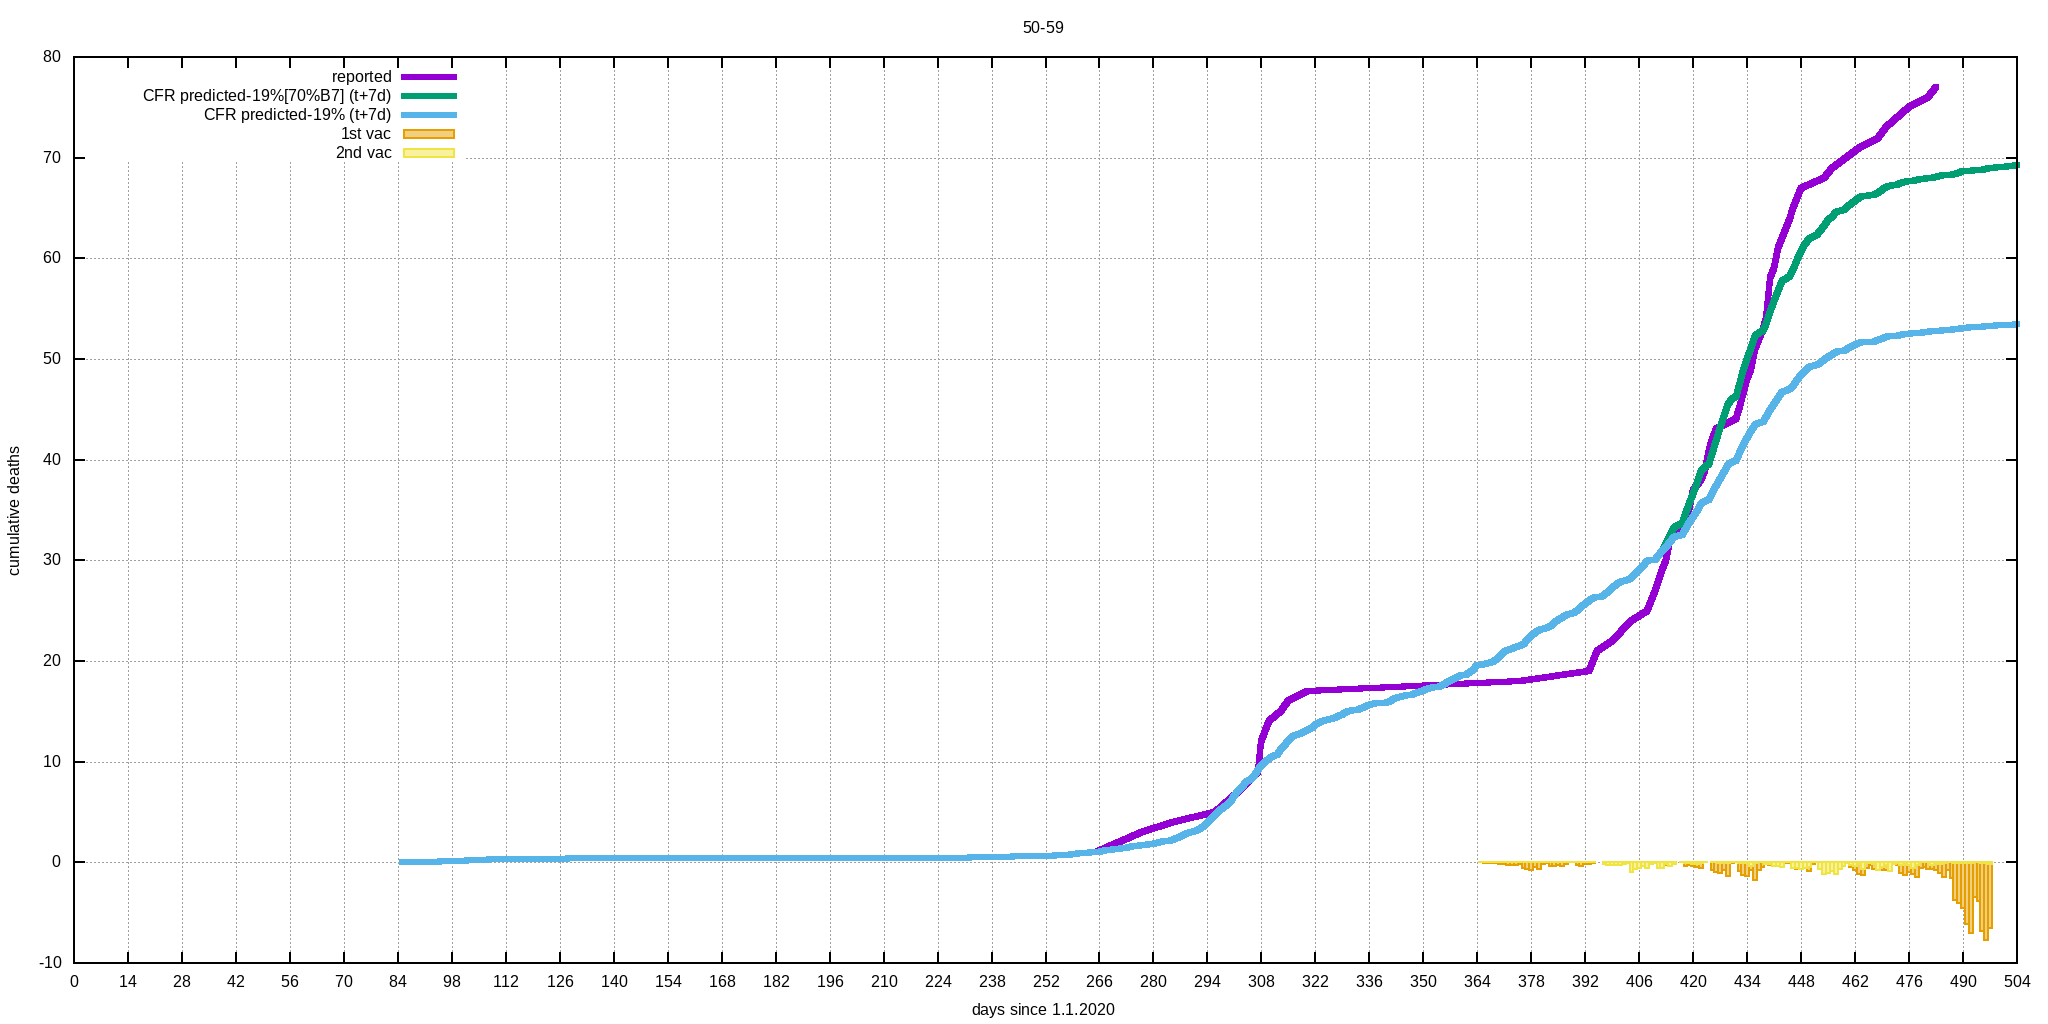 50-59
80
70
60
50
40
30
20
10
0
-10
cumulative deaths
reported
CFR predicted-19%[70%B7] (t+7d)
CFR predicted-19% (t+7d)
1st vac
2nd vac
0 14 28 42 56 70 84 98 112 126 140 154 168 182 196 210 224 238 252 266 280 294 308 322 336 350 364 378 392 406 420 434 448 462 476 490 504
days since 1.1.2020